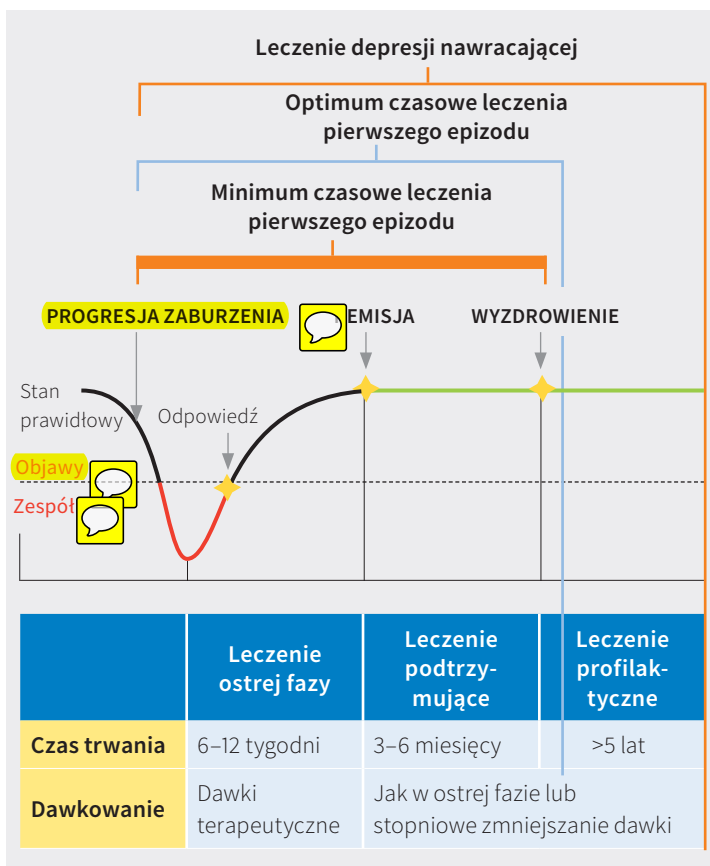 Leczenie depresji nawracającej
Optimum czasowe leczenia
pierwszego epizodu
Minimum czasowe leczenia
pierwszego epizodu
PROGRESJA ZABURZENIA
EMISJA
WYZDROWIENIE
Stan
prawidłowy
Odpowiedź
Objawy
Zespół
Leczenie
ostrej fazy
Leczenie
podtrzy-
mujące
Leczenie
profilak-
tyczne
Czas trwania
6–12 tygodni
3–6 miesięcy
>5 lat
Dawkowanie
Dawki
terapeutyczne
Jak w ostrej fazie lub
stopniowe zmniejszanie dawki